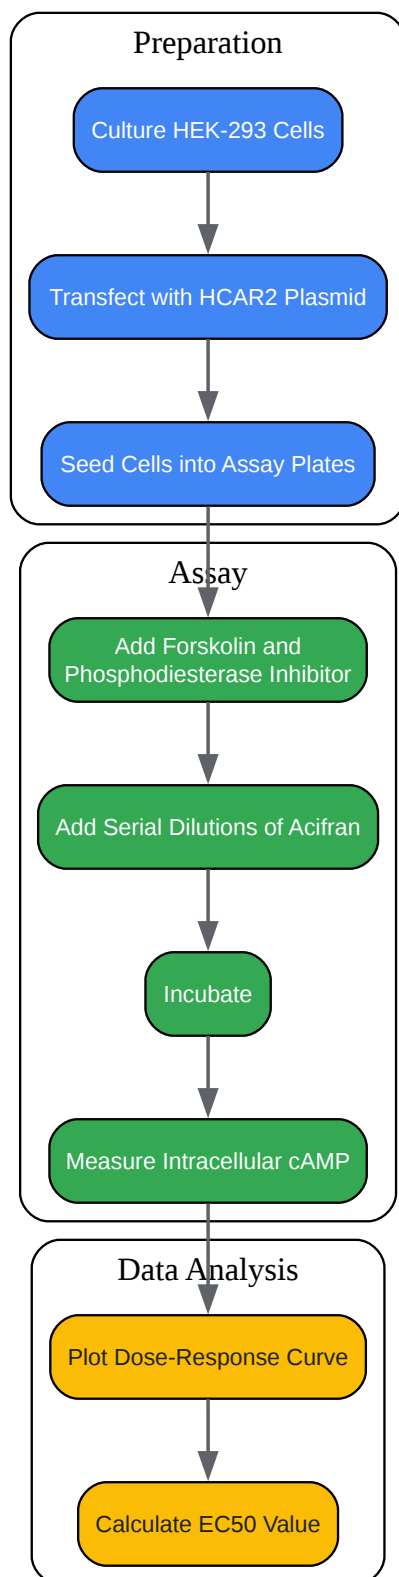 Preparation
Culture HEK-293 Cells
Transfect with HCAR2 Plasmid
Seed Cells into Assay Plates
Assay
Add Forskolin and
Phosphodiesterase Inhibitor
Add Serial Dilutions of Acifran
Incubate
Measure Intracellular cAMP
Data Analysis
Plot Dose-Response Curve
Calculate EC50 Value